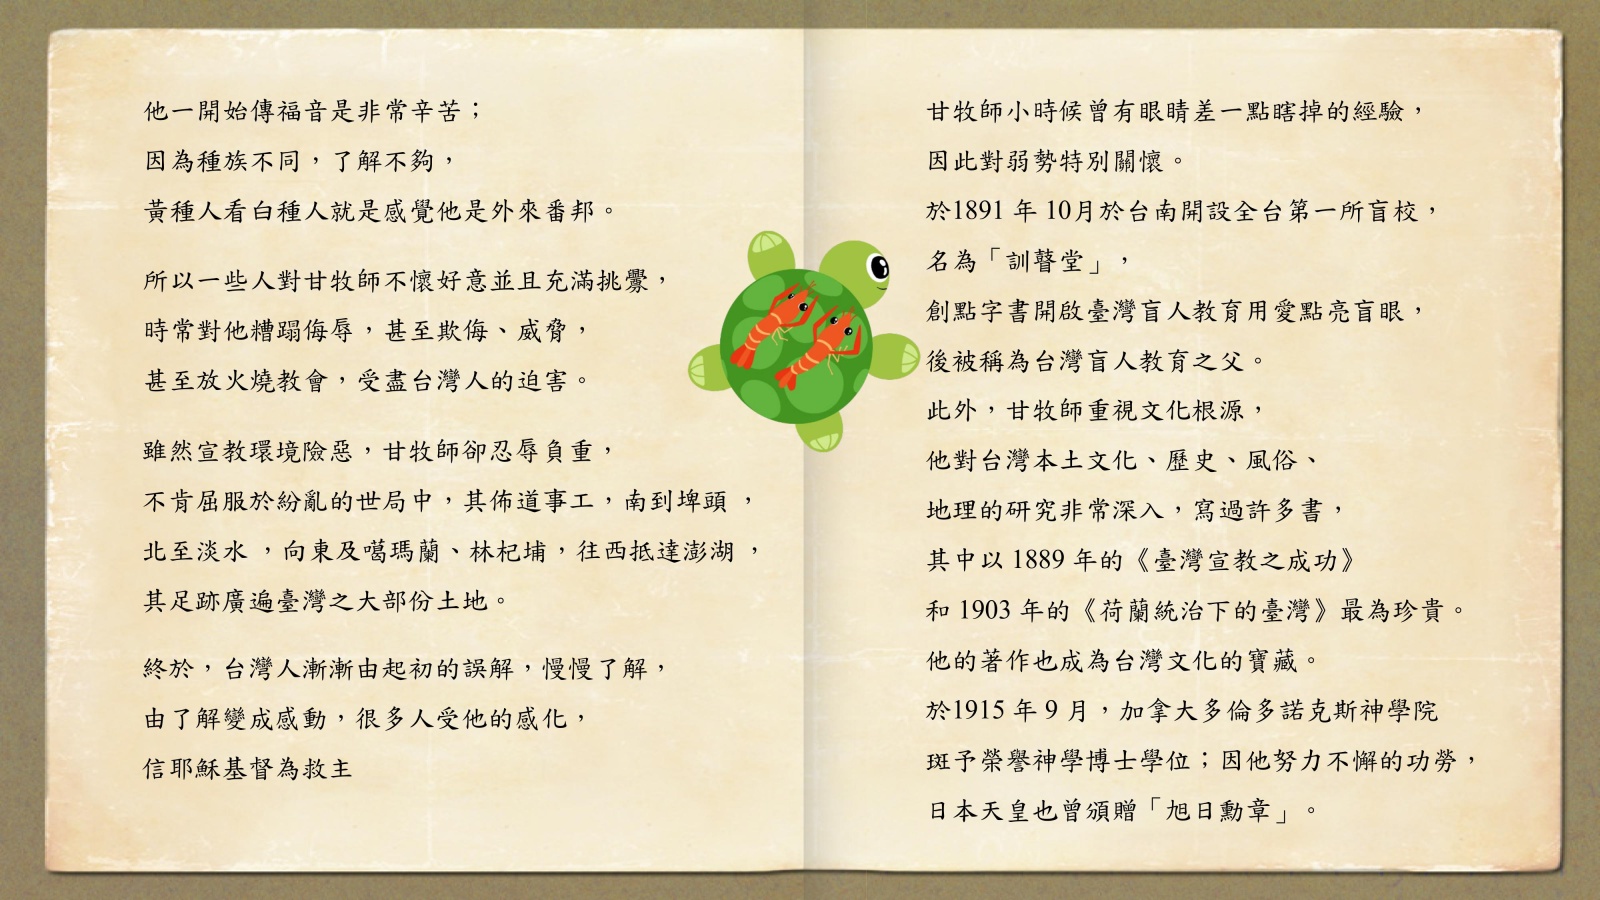 他一開始傳福音是非常辛苦；
因為種族不同，了解不夠，
黃種人看白種人就是感覺他是外來番邦。
所以一些人對甘牧師不懷好意並且充滿挑釁，
時常對他糟蹋侮辱，甚至欺侮、威脅，
甚至放火燒教會，受盡台灣人的迫害。
雖然宣教環境險惡，甘牧師卻忍辱負重，
不肯屈服於紛亂的世局中，其佈道事工，南到埤頭 ，
北至淡水 ，向東及噶瑪蘭、林杞埔，往西抵達澎湖 ，
其足跡廣遍臺灣之大部份土地。
終於，台灣人漸漸由起初的誤解，慢慢了解，
由了解變成感動，很多人受他的感化，
信耶穌基督為救主
甘牧師小時候曾有眼睛差一點瞎掉的經驗，
因此對弱勢特別關懷。
於1891 年 10月於台南開設全台第一所盲校，
名為「訓瞽堂」，
創點字書開啟臺灣盲人教育用愛點亮盲眼，
後被稱為台灣盲人教育之父。
此外，甘牧師重視文化根源，
他對台灣本土文化、歷史、風俗、
地理的研究非常深入，寫過許多書，
其中以 1889 年的《臺灣宣教之成功》
和 1903 年的《荷蘭統治下的臺灣》最為珍貴。
他的著作也成為台灣文化的寶藏。
於1915 年 9 月，加拿大多倫多諾克斯神學院
斑予榮譽神學博士學位；因他努力不懈的功勞，
日本天皇也曾頒贈「旭日勳章」。